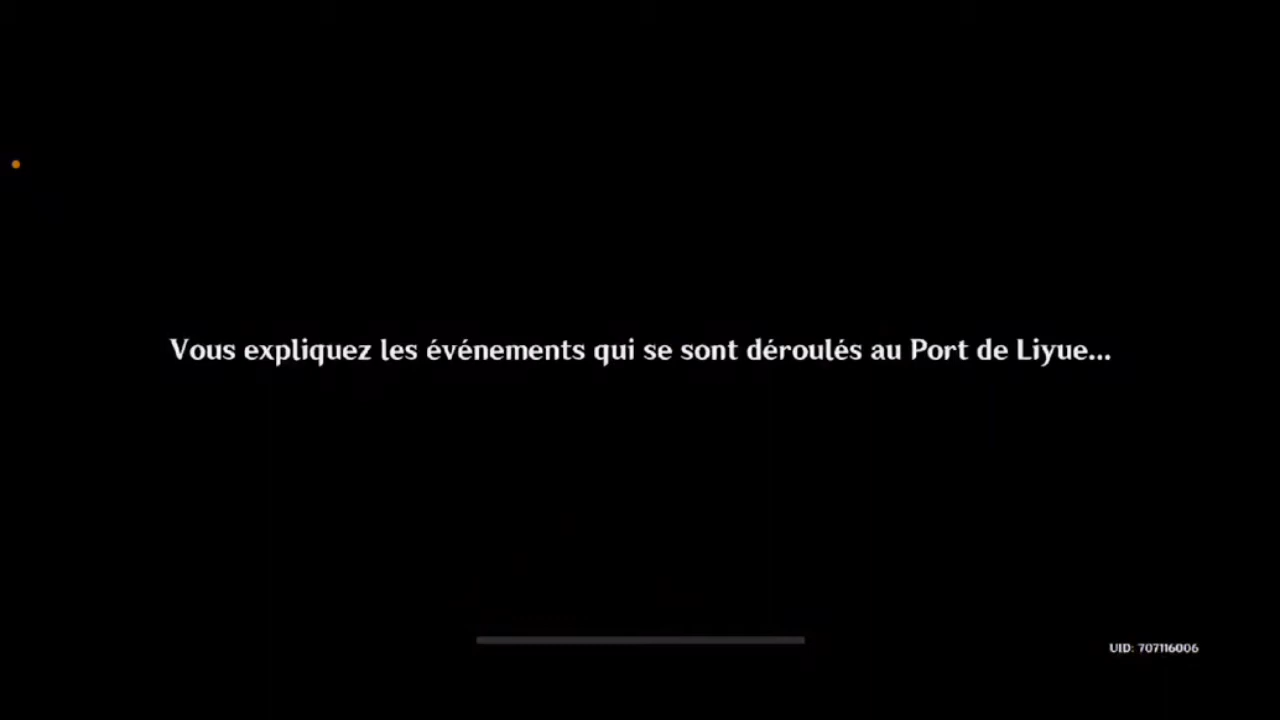 Vous expliquez les événements qui se sont déroulés au Port de Liyue...
UID: 707116006